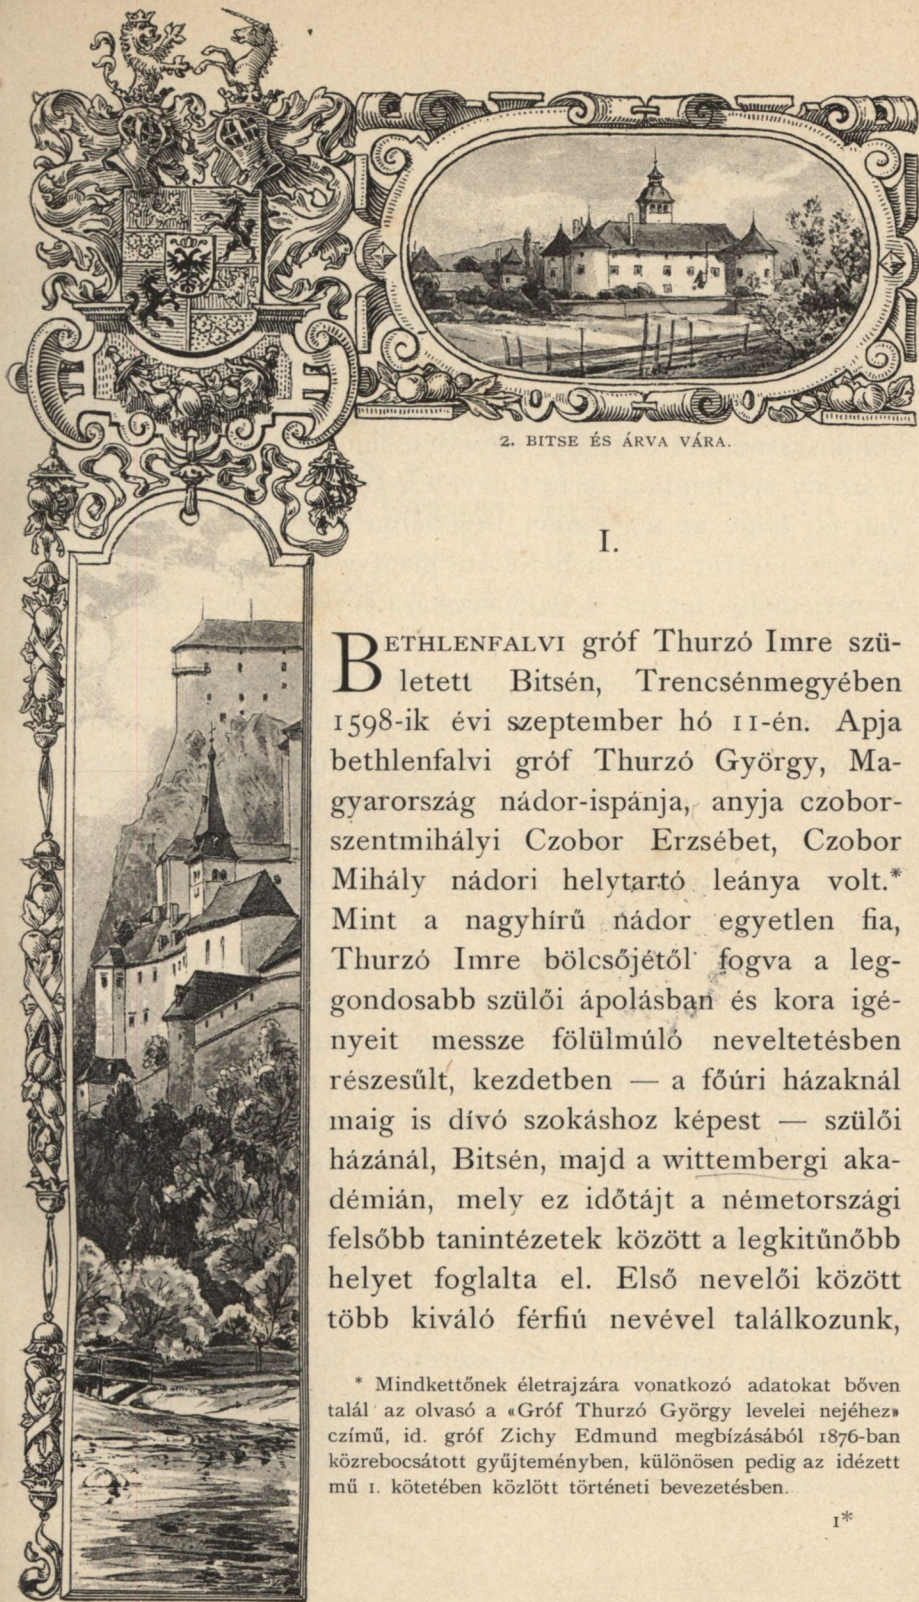 2. BITSE ÉS ÁRVA VÁRA.
I.
BETHLENFALVI gróf Thurzó Imre szü-
letett Bitsén, Trencsénmegyében
1598-ik évi szeptember hó 11-én. Apja
bethlenfalvi gróf Thurzó György, Ma-
gyarország nádor-ispánja, anyja czobor-
szentmihályi Czobor Erzsébet, Czobor
Mihály nádori helytartó leánya volt.*
Mint a nagyhírű nádor egyetlen fia,
Thurzó Imre bölcsőjétől fogva a leg-
gondosabb szülői ápolásban és kora igé-
nyeit messze fölülmúló neveltetésben
részesűlt, kezdetben — a főúri házaknál
maig is dívó szokáshoz képest — szülői
házánál, Bitsén, majd a wittembergi aka-
démián, mely ez időtájt a németországi
felsőbb tanintézetek között a legkitűnőbb
helyet foglalta el. Első nevelői között
több kiváló férfiú nevével találkozunk,
* Mindkettőnek életrajzára vonatkozó adatokat bőven
talál az olvasó a «Gróf Thurzó György levelei nejéhez»
czímű, id. gróf Zichy Edmund megbízásából 1876-ban
közrebocsátott gyűjteményben, különösen pedig az idézett
mű I. kötetében közlött történeti bevezetésben.
1*